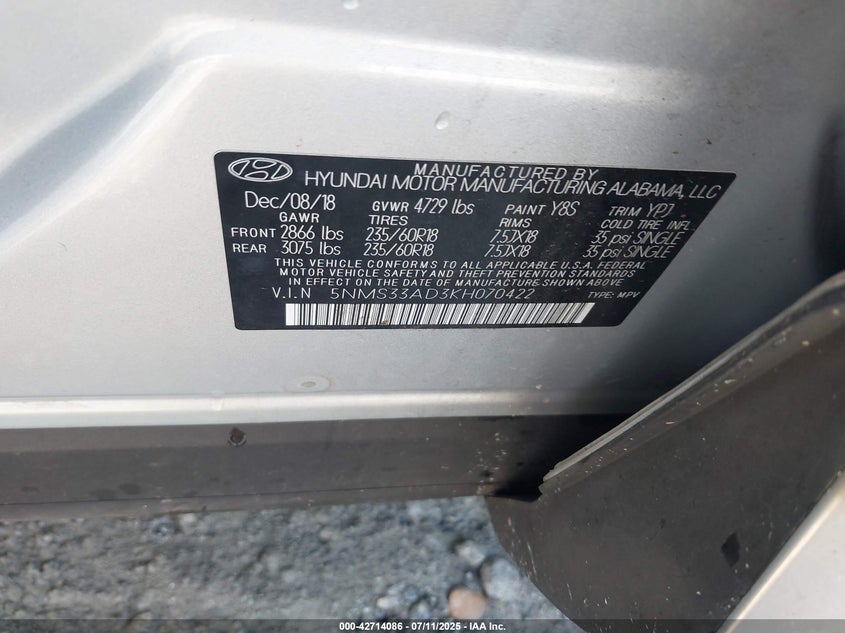 MANUFACTURED BY
HYUNDAI MOTOR MANUFACTURING ALABAMA, LLC
Dec/08/18 GVWR 4729 lbs PAINT Y8S TRIM YPJ
GAWR TIRES RIMS COLD TIRE INFL.
FRONT 2866 lbs 235/60R18 7.5JX18 35 psi SINGLE
REAR 3075 lbs 235/60R18 7.5JX18 35 psi SINGLE
THIS VEHICLE CONFORMS TO ALL APPLICABLE U.S.A. FEDERAL
MOTOR VEHICLE SAFETY AND THEFT PREVENTION STANDARDS
IN EFFECT ON THE DATE OF MANUFACTURE SHOWN ABOVE
V.I.N 5NMS33AD3KH070422 TYPE: MPV
000-42714086 - 07/11/2025 - IAA Inc.